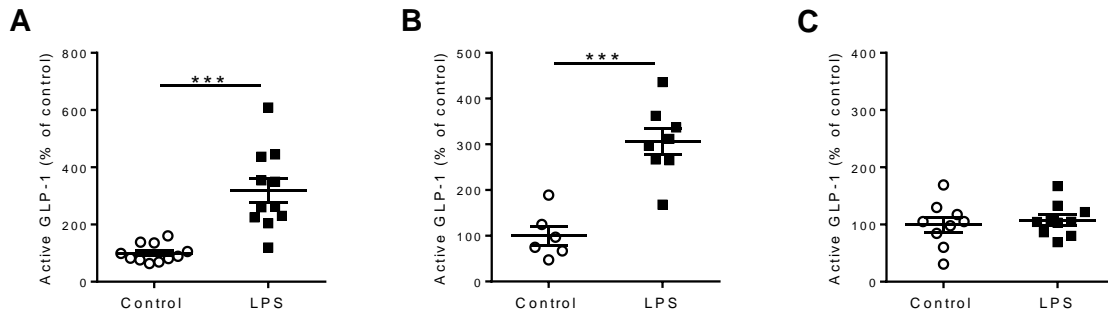 A
Active GLP-1 (% of control)
800
600
400
200
0
***
Control
LPS
B
Active GLP-1 (% of control)
500
400
300
200
100
0
***
Control
LPS
C
Active GLP-1 (% of control)
400
300
200
100
0
Control
LPS